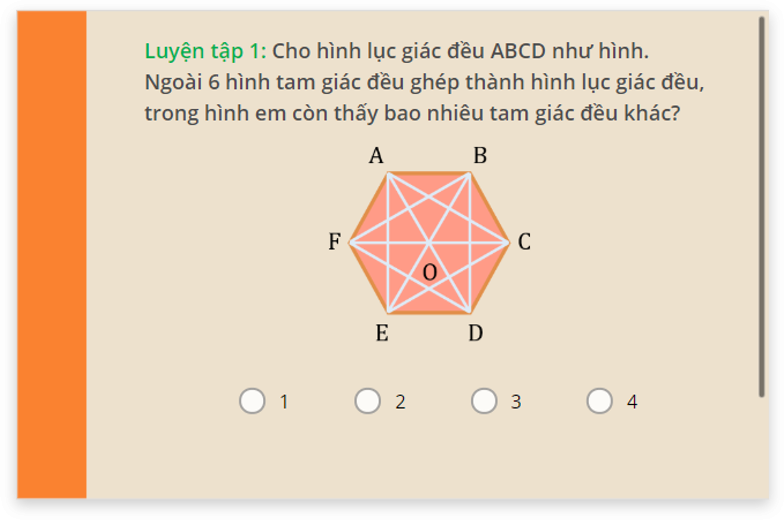 Luyện tập 1: Cho hình lục giác đều ABCD như hình.
Ngoài 6 hình tam giác đều ghép thành hình lục giác đều,
trong hình em còn thấy bao nhiêu tam giác đều khác?
A B
F C
O
E D
1 2 3 4